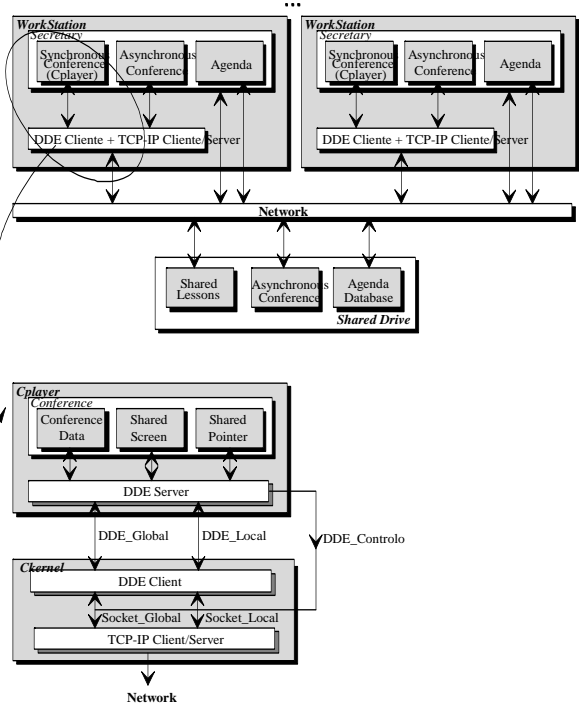 ...
WorkStation
Secretary
Synchronous
Conference
(Cplayer)
Asynchronous
Conference
Agenda
DDE Cliente + TCP-IP Cliente/Server
WorkStation
Secretary
Synchronous
Conference
(Cplayer)
Asynchronous
Conference
Agenda
DDE Cliente + TCP-IP Cliente/Server
Network
Shared
Lessons
Asynchronous
Conference
Agenda
Database
Shared Drive
Cplayer
Conference
Conference
Data
Shared
Screen
Shared
Pointer
DDE Server
DDE_Global
DDE_Local
DDE_Controlo
Ckernel
DDE Client
Socket_Global
Socket_Local
TCP-IP Client/Server
Network